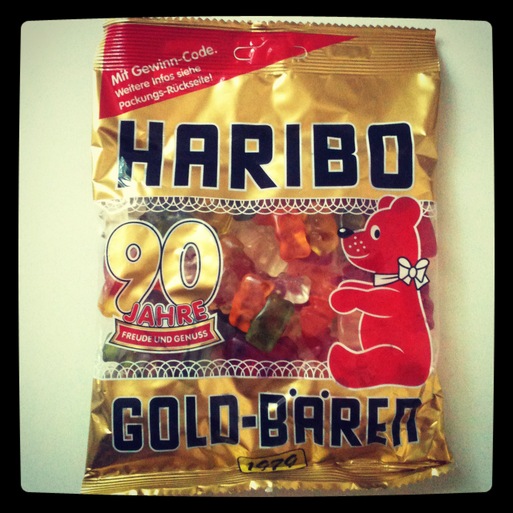 Mit Gewinn-Code.
Weitere Infos siehe
Packungs-Rückseite!
HARIBO
90
JAHRE
FREUDE UND GENUSS
GOLD-BÄREN